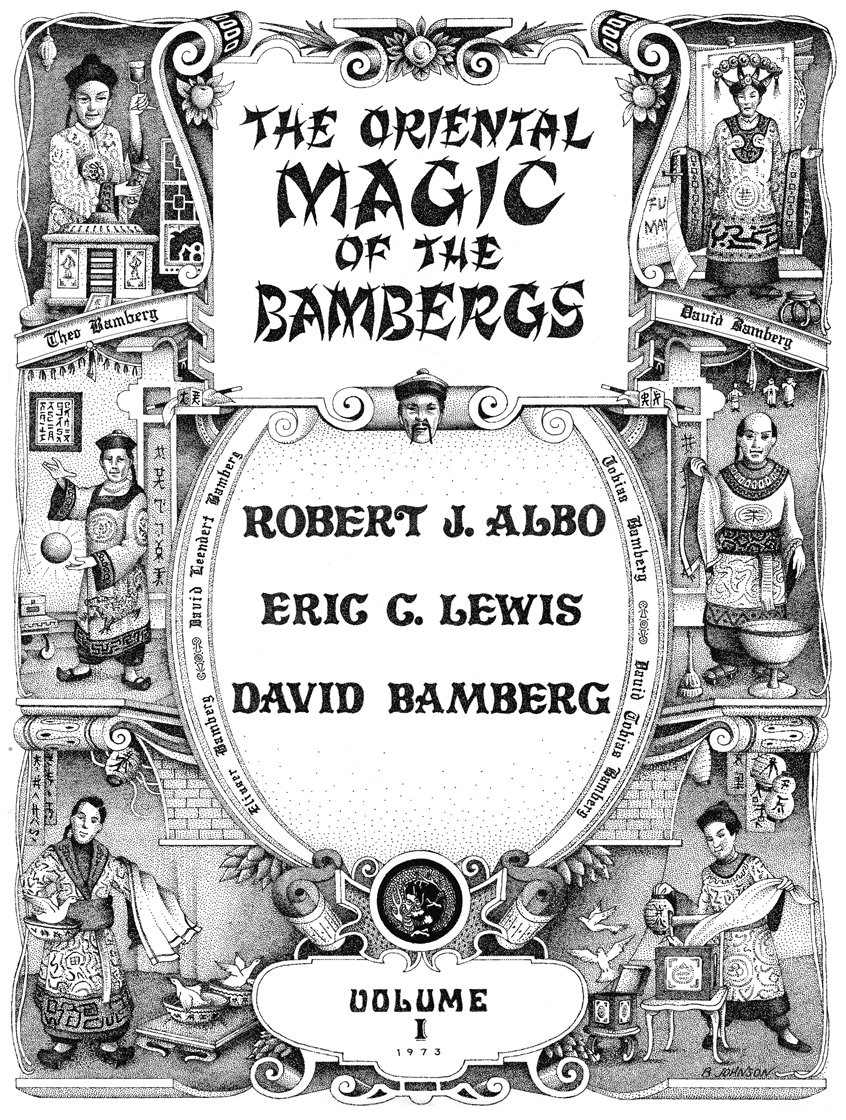 THE ORIENTAL
MAGIC
OF THE
BAMBERGS
FU
MAN
Theo Bamberg
David Bamberg
ROBERT J. ALBO
ERIC C. LEWIS
DAVID BAMBERG
Eliaser Bamberg
David Leendert Bamberg
Tobias Bamberg
David Tobias Bamberg
VOLUME
I
1973
R JOHNSON